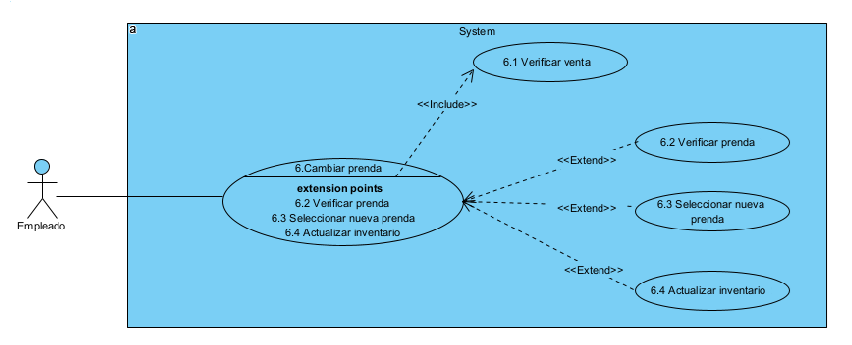 a
System
6.1 Verificar venta
<<Include>>
6.2 Verificar prenda
<<Extend>>
6.Cambiar prenda
extension points
6.2 Verificar prenda
6.3 Seleccionar nueva prenda
6.4 Actualizar inventario
<<Extend>>
6.3 Seleccionar nueva
prenda
Empleado
<<Extend>>
6.4 Actualizar inventario